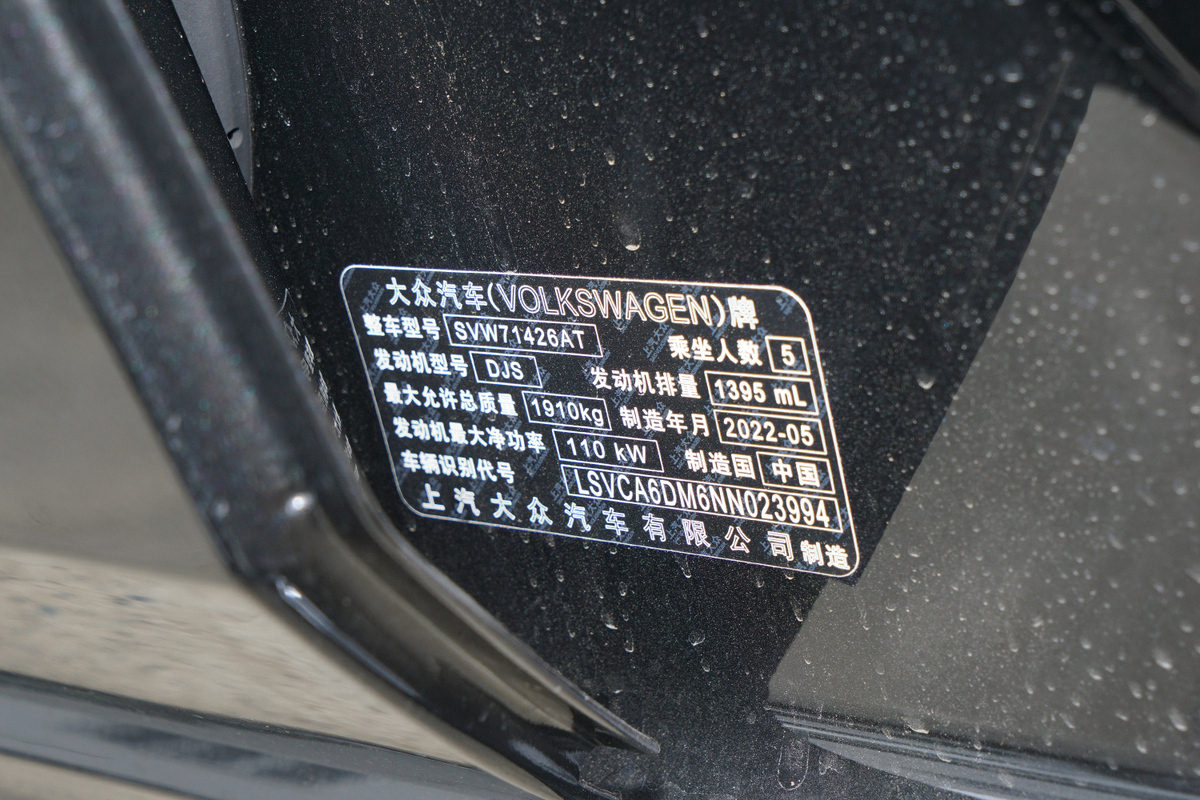 大众汽车(VOLKSWAGEN)牌
整车型号 SVW71426AT 乘坐人数 5
发动机型号 DJS 发动机排量 1395 mL
最大允许总质量 1910kg 制造年月 2022-05
发动机最大净功率 110 kW 制造国 中国
车辆识别代号 LSVCA6DM6NN023994
上汽大众汽车有限公司制造